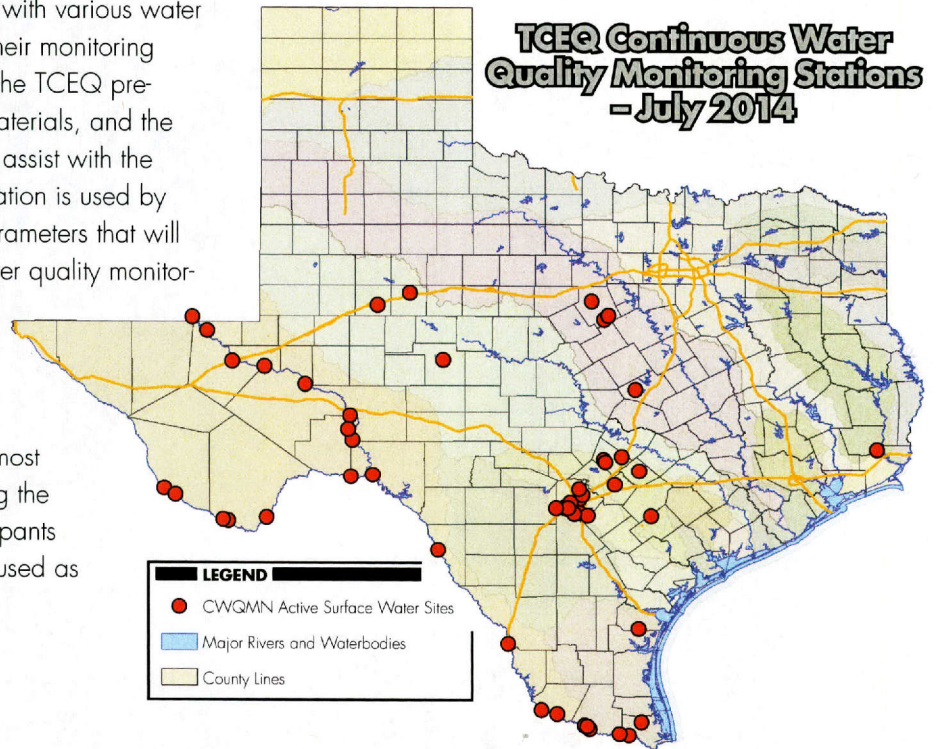 with various water
heir monitoring
he TCEQ pre-
aterials, and the
assist with the
ation is used by
rameters that will
er quality monitor-
most
g the
pants
used as
TCEQ Continuous Water
Quality Monitoring Stations
– July 2014
LEGEND
CWQMN Active Surface Water Sites
Major Rivers and Waterbodies
County Lines